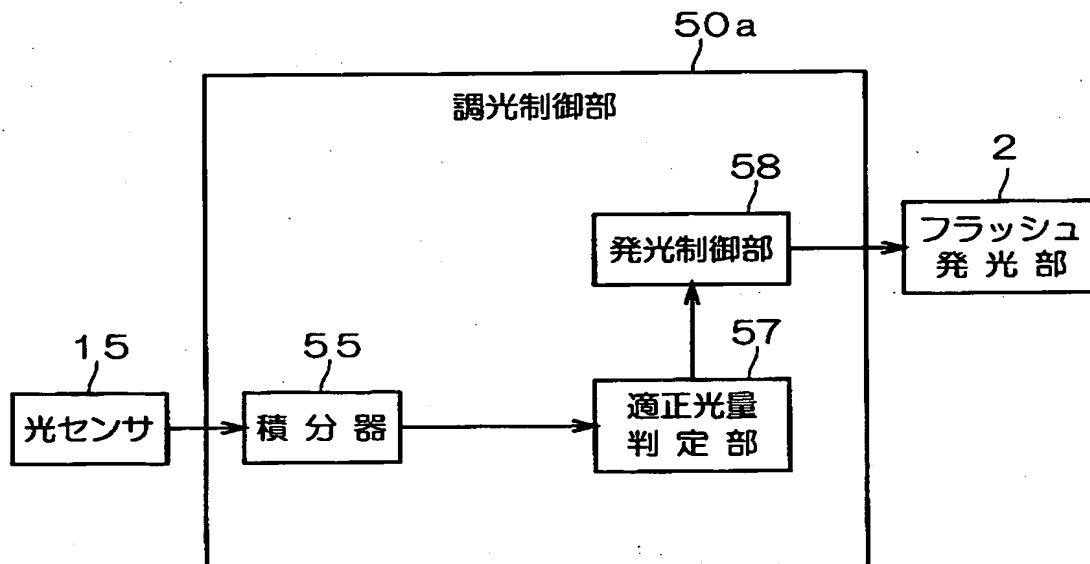 50a
調光制御部
58
発光制御部
2
フラッシュ
発光部
15
光センサ
55
積分器
57
適正光量
判定部